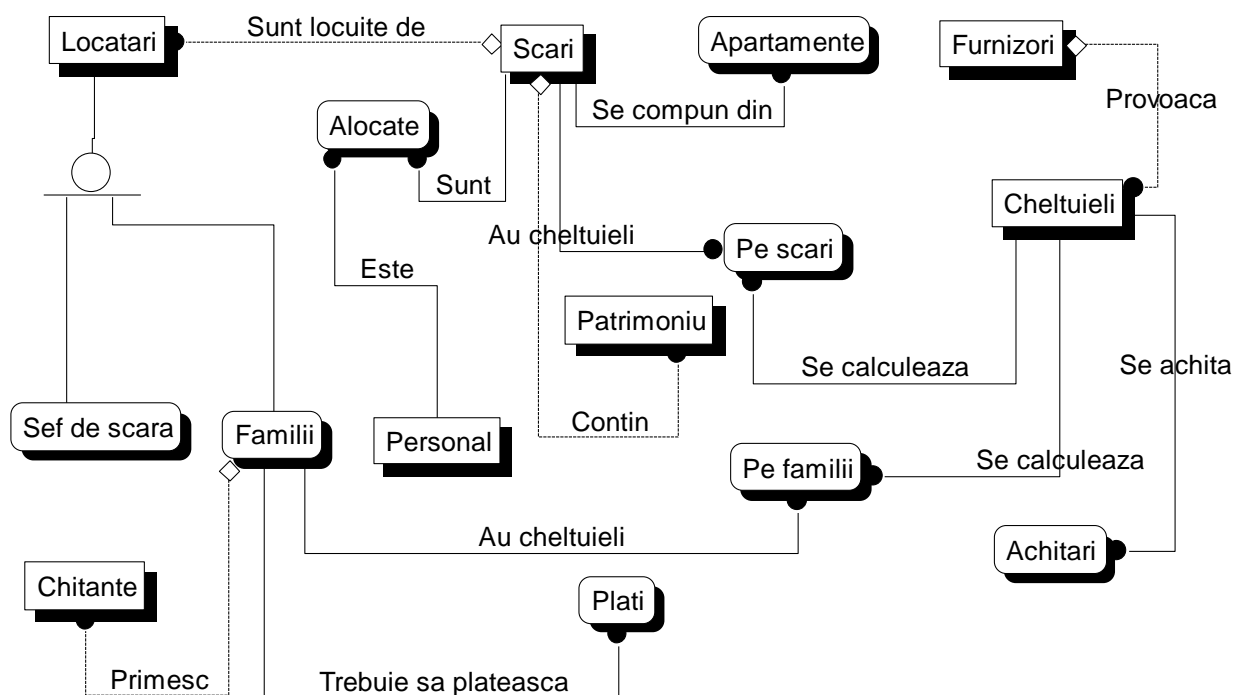 Locatari
Sunt locuite de
Scari
Apartamente
Furnizori
Provoaca
Se compun din
Alocate
Sunt
Cheltuieli
Au cheltuieli
Pe scari
Este
Patrimoniu
Se calculeaza
Se achita
Sef de scara
Familii
Personal
Contin
Pe familii
Se calculeaza
Au cheltuieli
Achitari
Chitante
Plati
Primesc
Trebuie sa plateasca